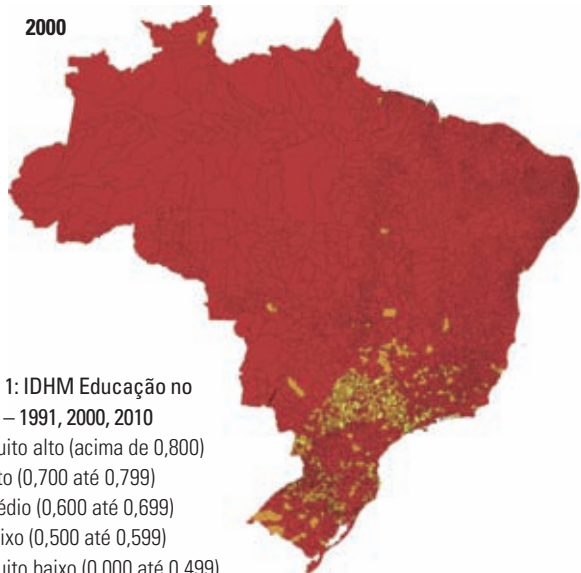 2000
1: IDHM Educação no
– 1991, 2000, 2010
uito alto (acima de 0,800)
to (0,700 até 0,799)
édio (0,600 até 0,699)
ixo (0,500 até 0,599)
uito baixo (0,000 até 0,499)